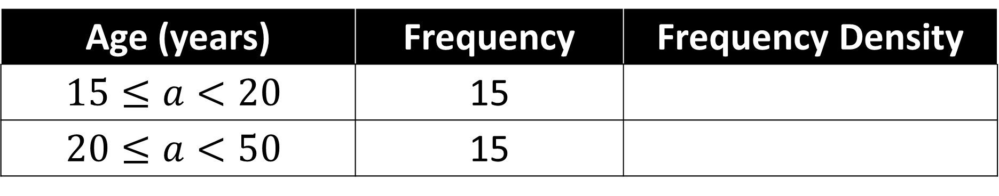 Age (years) Frequency Frequency Density
15 ≤ a < 20 15
20 ≤ a < 50 15